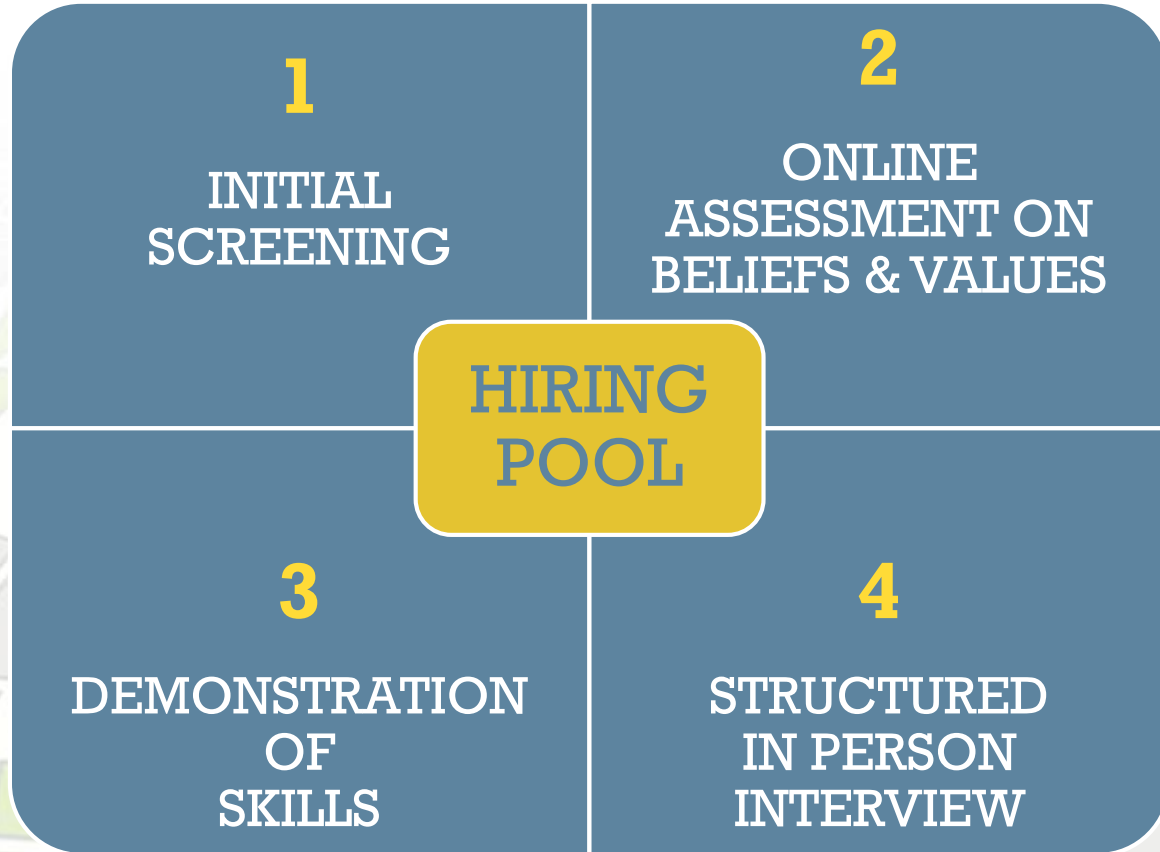 1
INITIAL
SCREENING
2
ONLINE
ASSESSMENT ON
BELIEFS & VALUES
HIRING
POOL
3
DEMONSTRATION
OF
SKILLS
4
STRUCTURED
IN PERSON
INTERVIEW